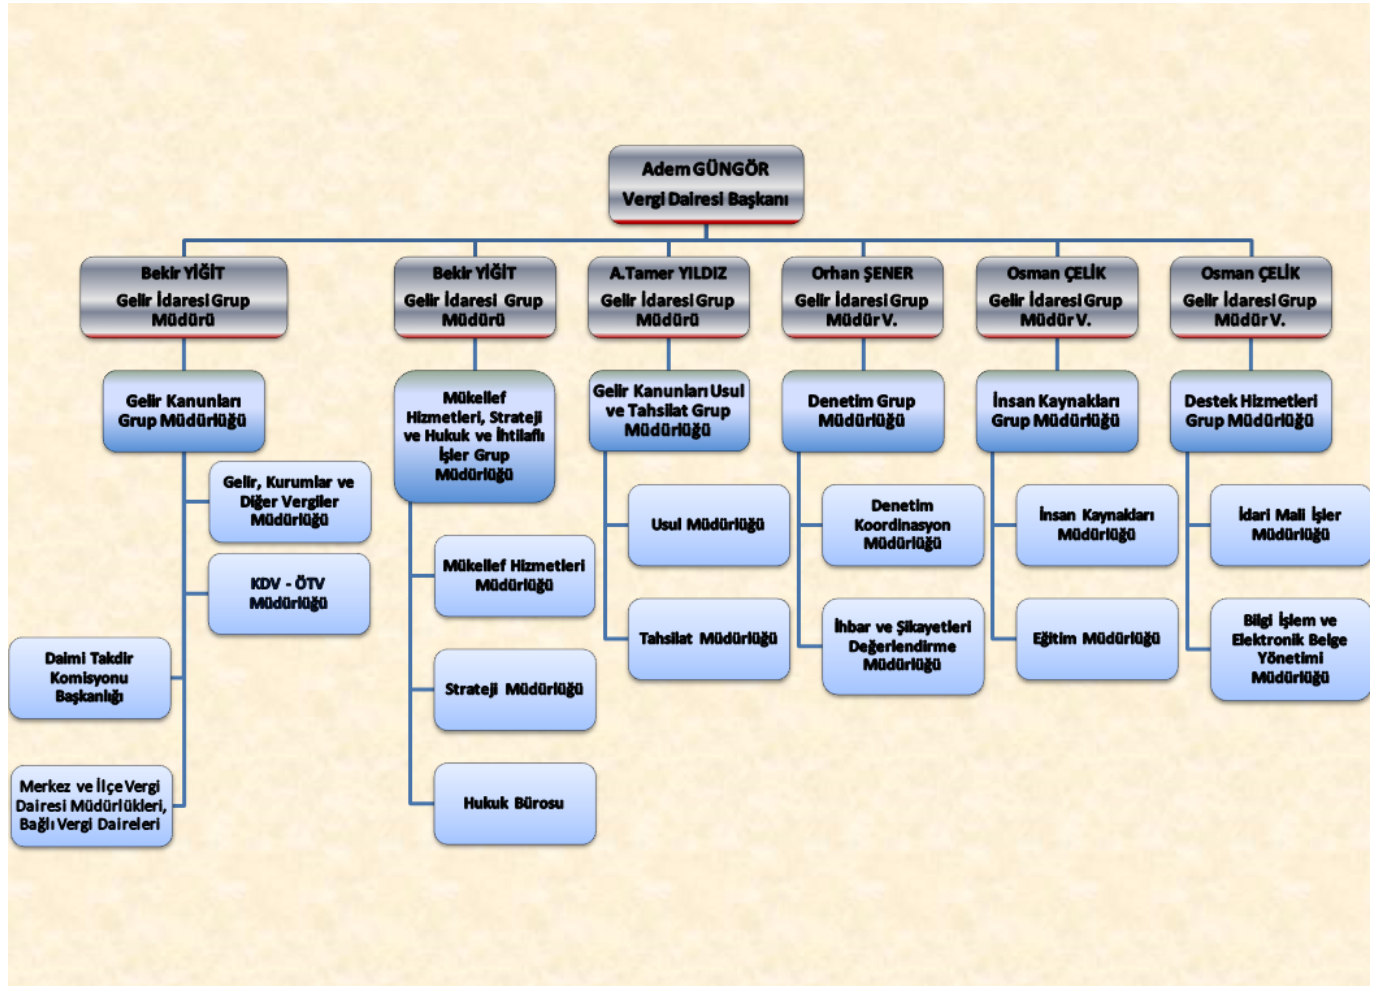 Adem GÜNGÖR
Vergi Dairesi Başkanı
Bekir YİĞİT
Gelir İdaresi Grup
Müdürü
Bekir YİĞİT
Gelir İdaresi Grup
Müdürü
A.Tamer YILDIZ
Gelir İdaresi Grup
Müdürü
Orhan ŞENER
Gelir İdaresi Grup
Müdür V.
Osman ÇELİK
Gelir İdaresi Grup
Müdür V.
Osman ÇELİK
Gelir İdaresi Grup
Müdür V.
Gelir Kanunları
Grup Müdürlüğü
Mükellef
Hizmetleri, Strateji
ve Hukuk ve İhtilaflı
İşler Grup
Müdürlüğü
Gelir Kanunları Usul
ve Tahsilat Grup
Müdürlüğü
Denetim Grup
Müdürlüğü
İnsan Kaynakları
Grup Müdürlüğü
Destek Hizmetleri
Grup Müdürlüğü
Gelir, Kurumlar ve
Diğer Vergiler
Müdürlüğü
KDV - ÖTV
Müdürlüğü
Daimi Takdir
Komisyonu
Başkanlığı
Merkez ve İlçe Vergi
Dairesi Müdürlükleri,
Bağlı Vergi Daireleri
Mükellef Hizmetleri
Müdürlüğü
Strateji Müdürlüğü
Hukuk Bürosu
Usul Müdürlüğü
Tahsilat Müdürlüğü
Denetim
Koordinasyon
Müdürlüğü
İhbar ve Şikayetleri
Değerlendirme
Müdürlüğü
İnsan Kaynakları
Müdürlüğü
Eğitim Müdürlüğü
İdari Mali İşler
Müdürlüğü
Bilgi İşlem ve
Elektronik Belge
Yönetimi
Müdürlüğü